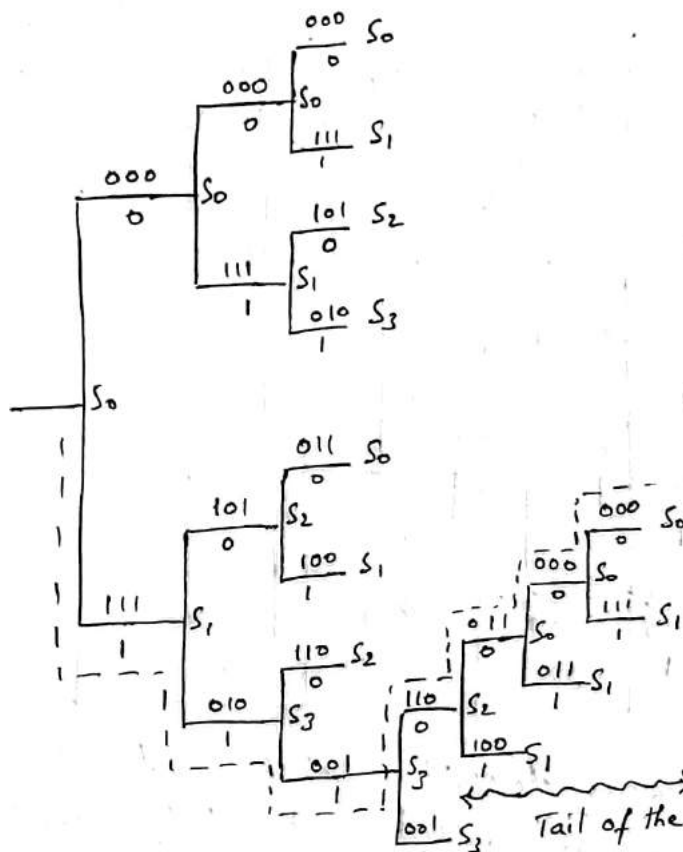 000 S0
0
000 S0
0
111 S1
1
000 S0
0
101 S2
0
111 S1
1
010 S3
1
S0
011 S0
0
101 S2
0
100 S1
1
111 S1
1
110 S2
0
010 S3
1
001 S3
1
000 S0
0
000 S0
0
111 S1
1
011 S0
0
011 S1
1
110 S2
0
100 S1
1
001 S3
Tail of the